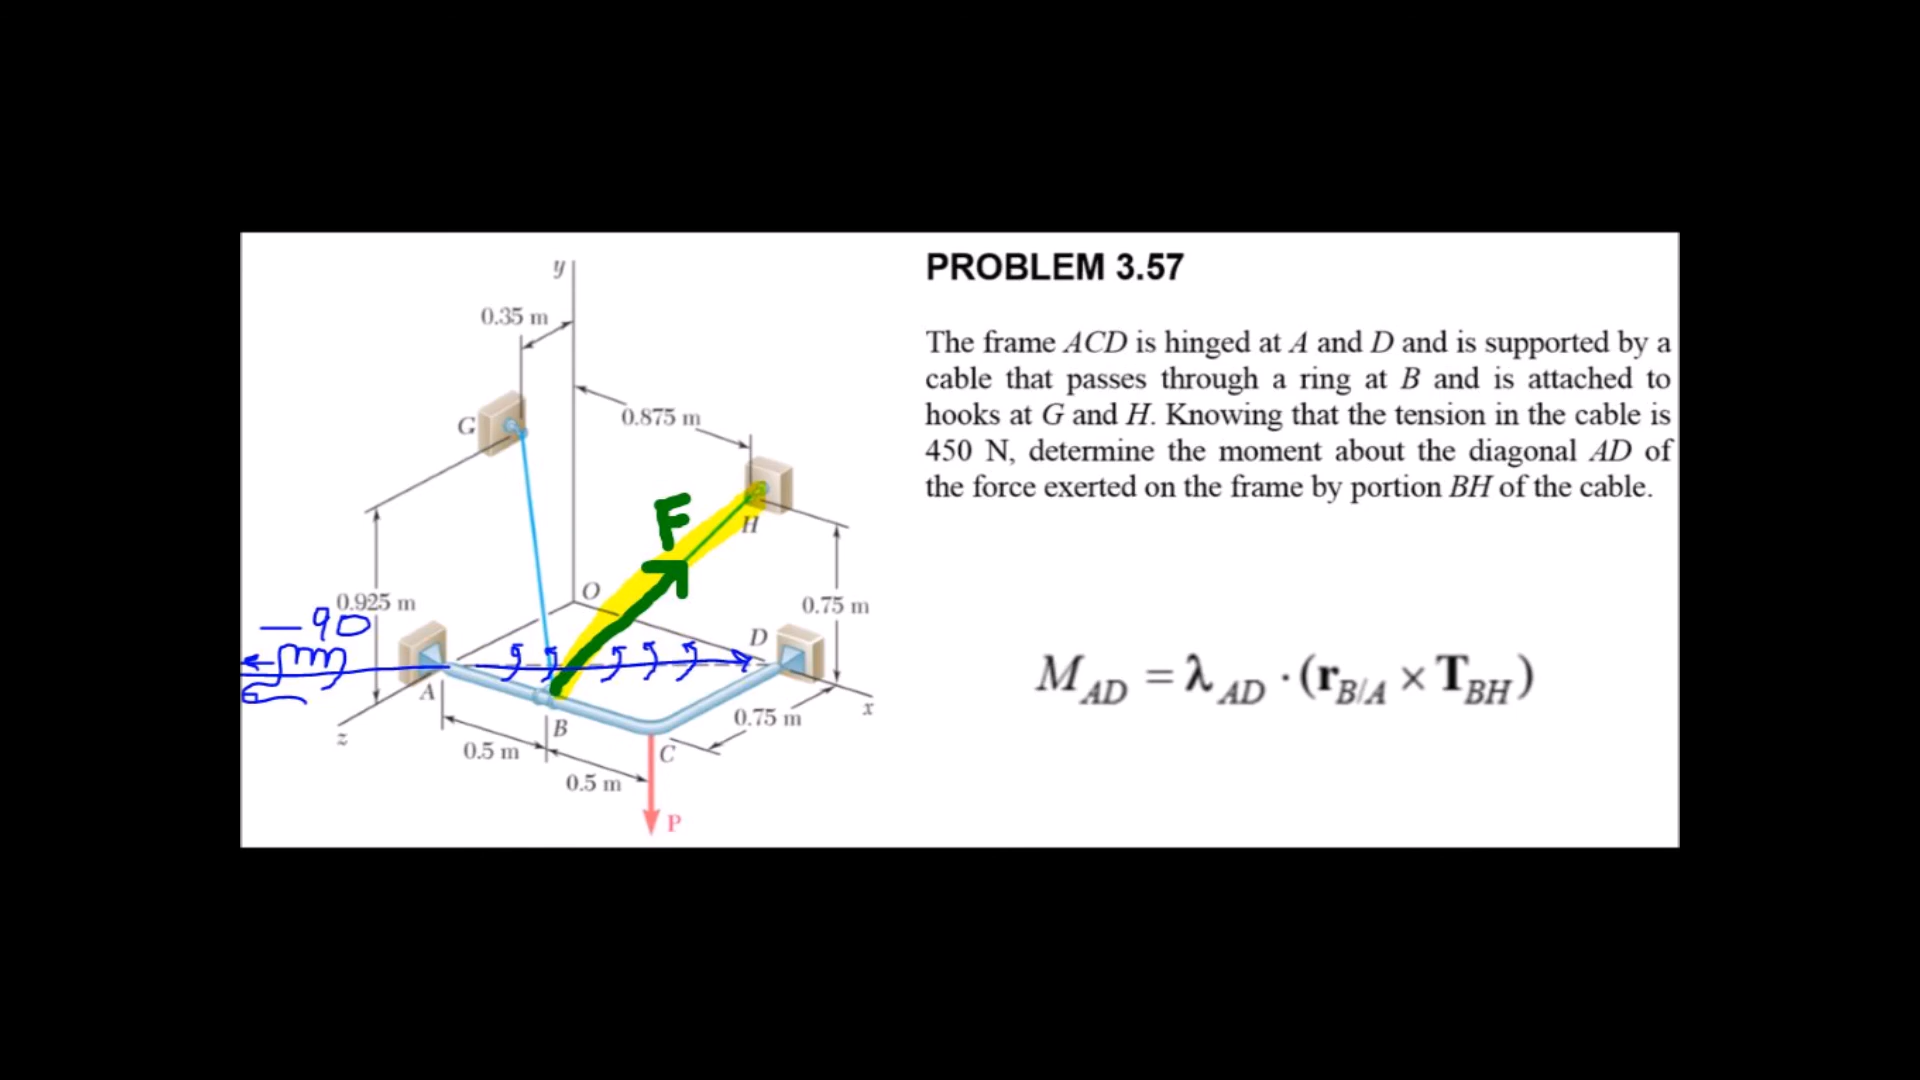 PROBLEM 3.57
The frame ACD is hinged at A and D and is supported by a
cable that passes through a ring at B and is attached to
hooks at G and H. Knowing that the tension in the cable is
450 N, determine the moment about the diagonal AD of
the force exerted on the frame by portion BH of the cable.
M_AD = λ_AD · (r_B/A × T_BH)
y
0.35 m
G
0.875 m
F
H
O
0.925 m
0.75 m
−90
D
A
B
0.75 m
x
z
0.5 m
C
0.5 m
P